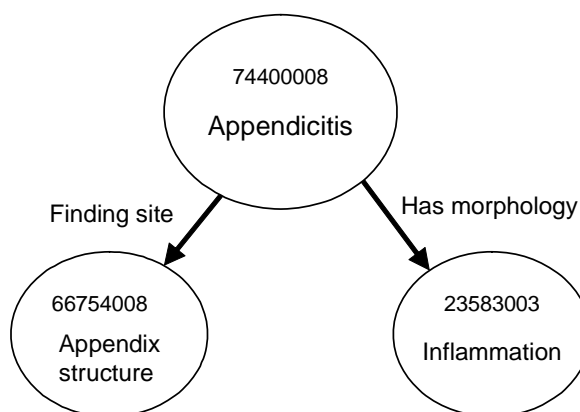 74400008
Appendicitis
Finding site
Has morphology
66754008
Appendix
structure
23583003
Inflammation